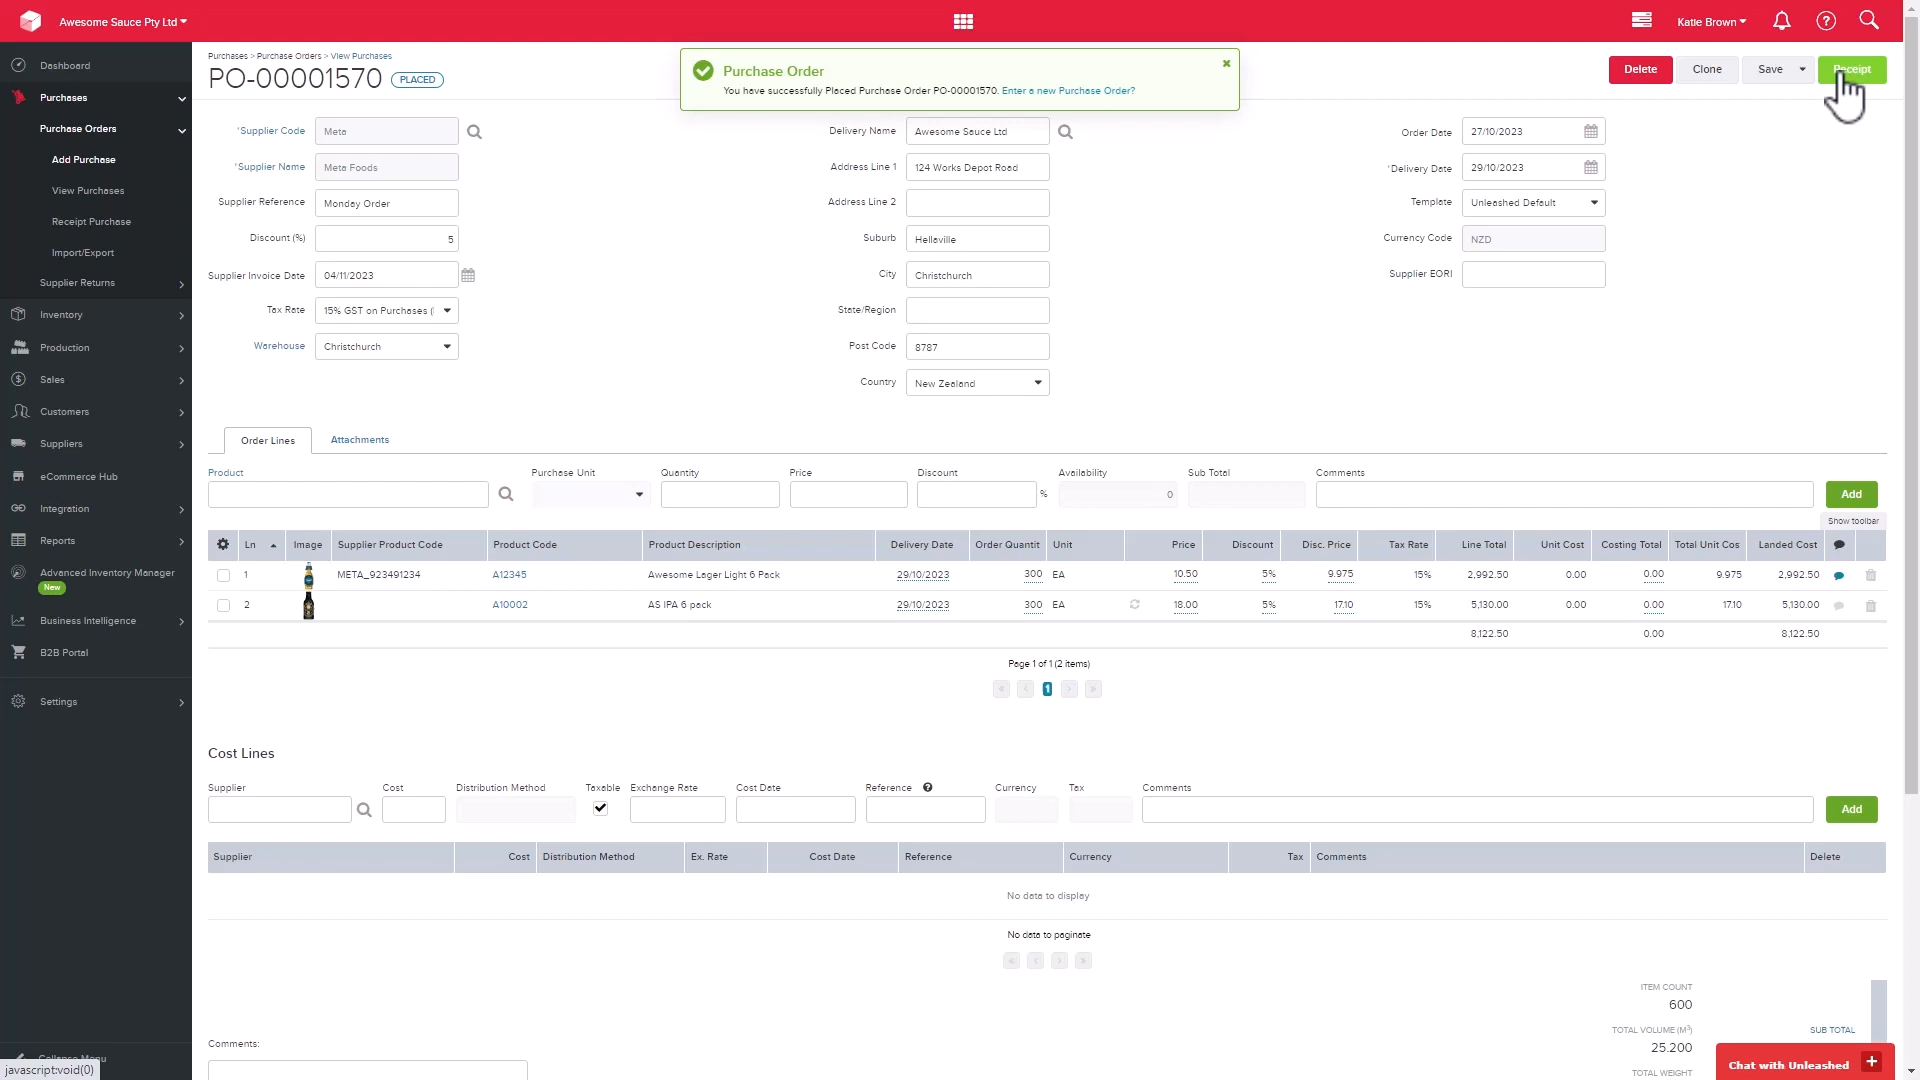 Awesome Sauce Pty Ltd
Katie Brown
Dashboard
Purchases
Purchase Orders
Add Purchase
View Purchases
Receipt Purchase
Import/Export
Supplier Returns
Inventory
Production
Sales
Customers
Suppliers
eCommerce Hub
Integration
Reports
Advanced Inventory Manager
New
Business Intelligence
B2B Portal
Settings
Collapse Menu
javascript:void(0)
Purchases > Purchase Orders > View Purchases
PO-00001570 PLACED
Purchase Order
You have successfully Placed Purchase Order PO-00001570. Enter a new Purchase Order?
Delete Clone Save Receipt
*Supplier Code Meta
*Supplier Name Meta Foods
Supplier Reference Monday Order
Discount (%) 5
Supplier Invoice Date 04/11/2023
Tax Rate 15% GST on Purchases (
Warehouse Christchurch
Delivery Name Awesome Sauce Ltd
Address Line 1 124 Works Depot Road
Address Line 2
Suburb Hellaville
City Christchurch
State/Region
Post Code 8787
Country New Zealand
Order Date 27/10/2023
*Delivery Date 29/10/2023
Template Unleashed Default
Currency Code NZD
Supplier EORI
Order Lines Attachments
Product Purchase Unit Quantity Price Discount Availability Sub Total Comments
% 0 Add
Show toolbar
Ln Image Supplier Product Code Product Code Product Description Delivery Date Order Quantit Unit Price Discount Disc. Price Tax Rate Line Total Unit Cost Costing Total Total Unit Cos Landed Cost
1 META_923491234 A12345 Awesome Lager Light 6 Pack 29/10/2023 300 EA 10.50 5% 9.975 15% 2,992.50 0.00 0.00 9.975 2,992.50
2 A10002 AS IPA 6 pack 29/10/2023 300 EA 18.00 5% 17.10 15% 5,130.00 0.00 0.00 17.10 5,130.00
8,122.50 0.00 8,122.50
Page 1 of 1 (2 items)
« ‹ 1 › »
Cost Lines
Supplier Cost Distribution Method Taxable Exchange Rate Cost Date Reference Currency Tax Comments
Add
Supplier Cost Distribution Method Ex. Rate Cost Date Reference Currency Tax Comments Delete
No data to display
No data to paginate
« ‹ › »
ITEM COUNT
600
TOTAL VOLUME (M³) SUB TOTAL
25.200
TOTAL WEIGHT
Comments:
Chat with Unleashed +